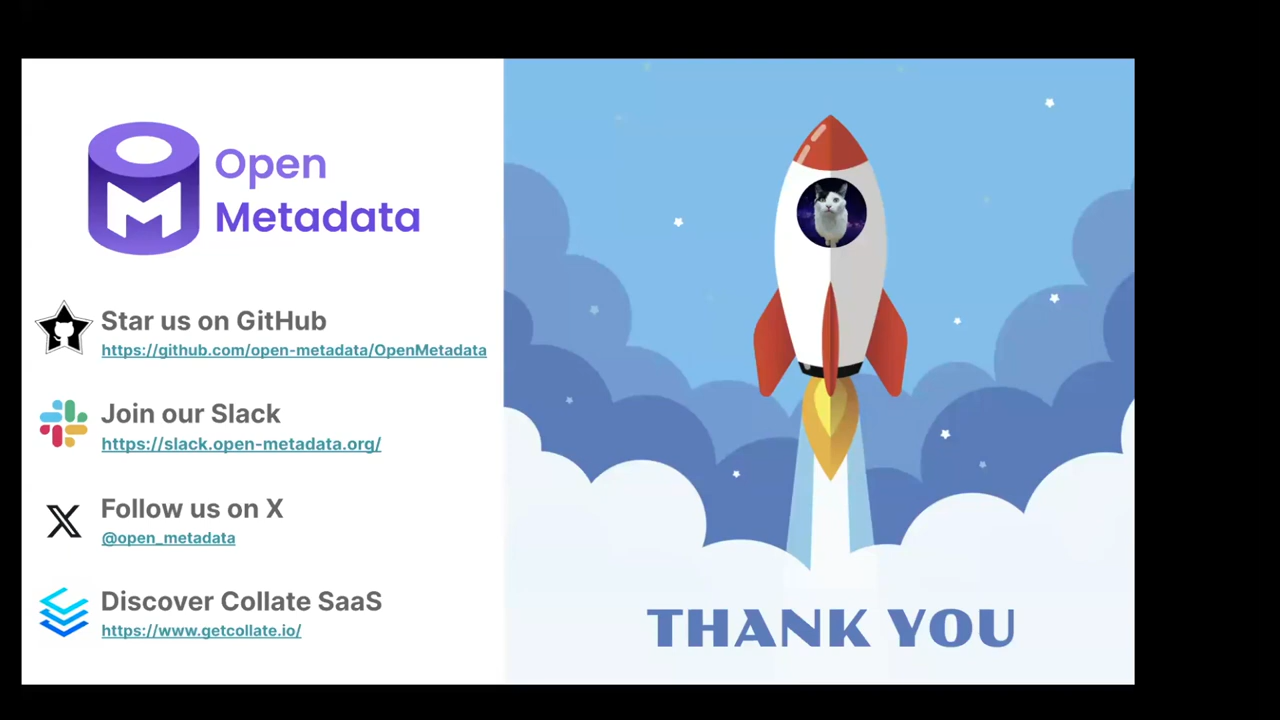 Open
Metadata
Star us on GitHub
https://github.com/open-metadata/OpenMetadata
Join our Slack
https://slack.open-metadata.org/
Follow us on X
@open_metadata
Discover Collate SaaS
https://www.getcollate.io/
THANK YOU